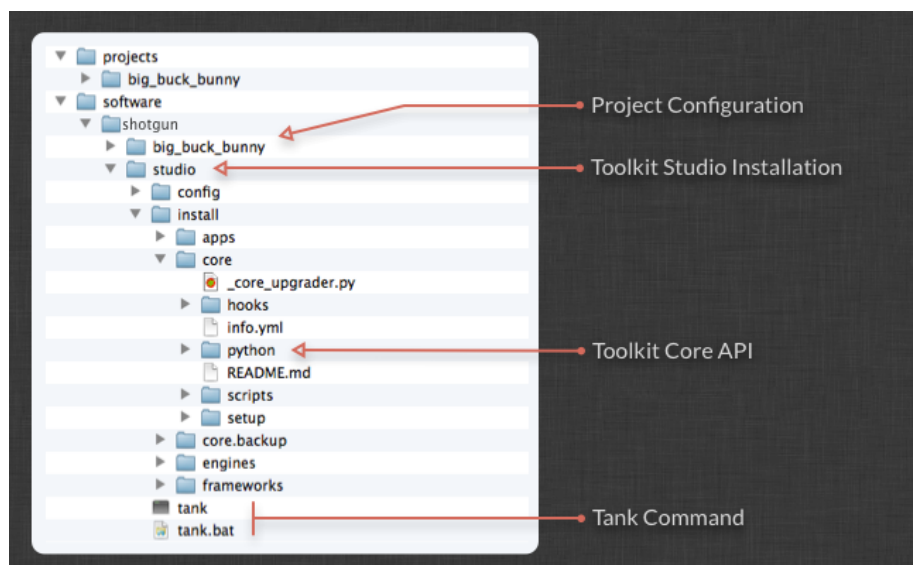 projects
big_buck_bunny
software
shotgun
big_buck_bunny
studio
config
install
apps
core
_core_upgrader.py
hooks
info.yml
python
README.md
scripts
setup
core.backup
engines
frameworks
tank
tank.bat
Project Configuration
Toolkit Studio Installation
Toolkit Core API
Tank Command